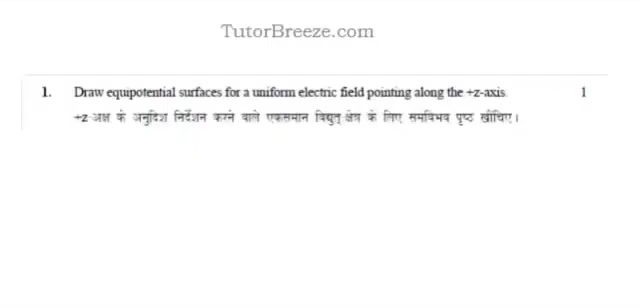 TutorBreeze.com
1. Draw equipotential surfaces for a uniform electric field pointing along the +z-axis. 1
+z-अक्ष के अनुदिश निर्देशन करने वाले एकसमान विद्युत्-क्षेत्र के लिए समविभव पृष्ठ खींचिए।